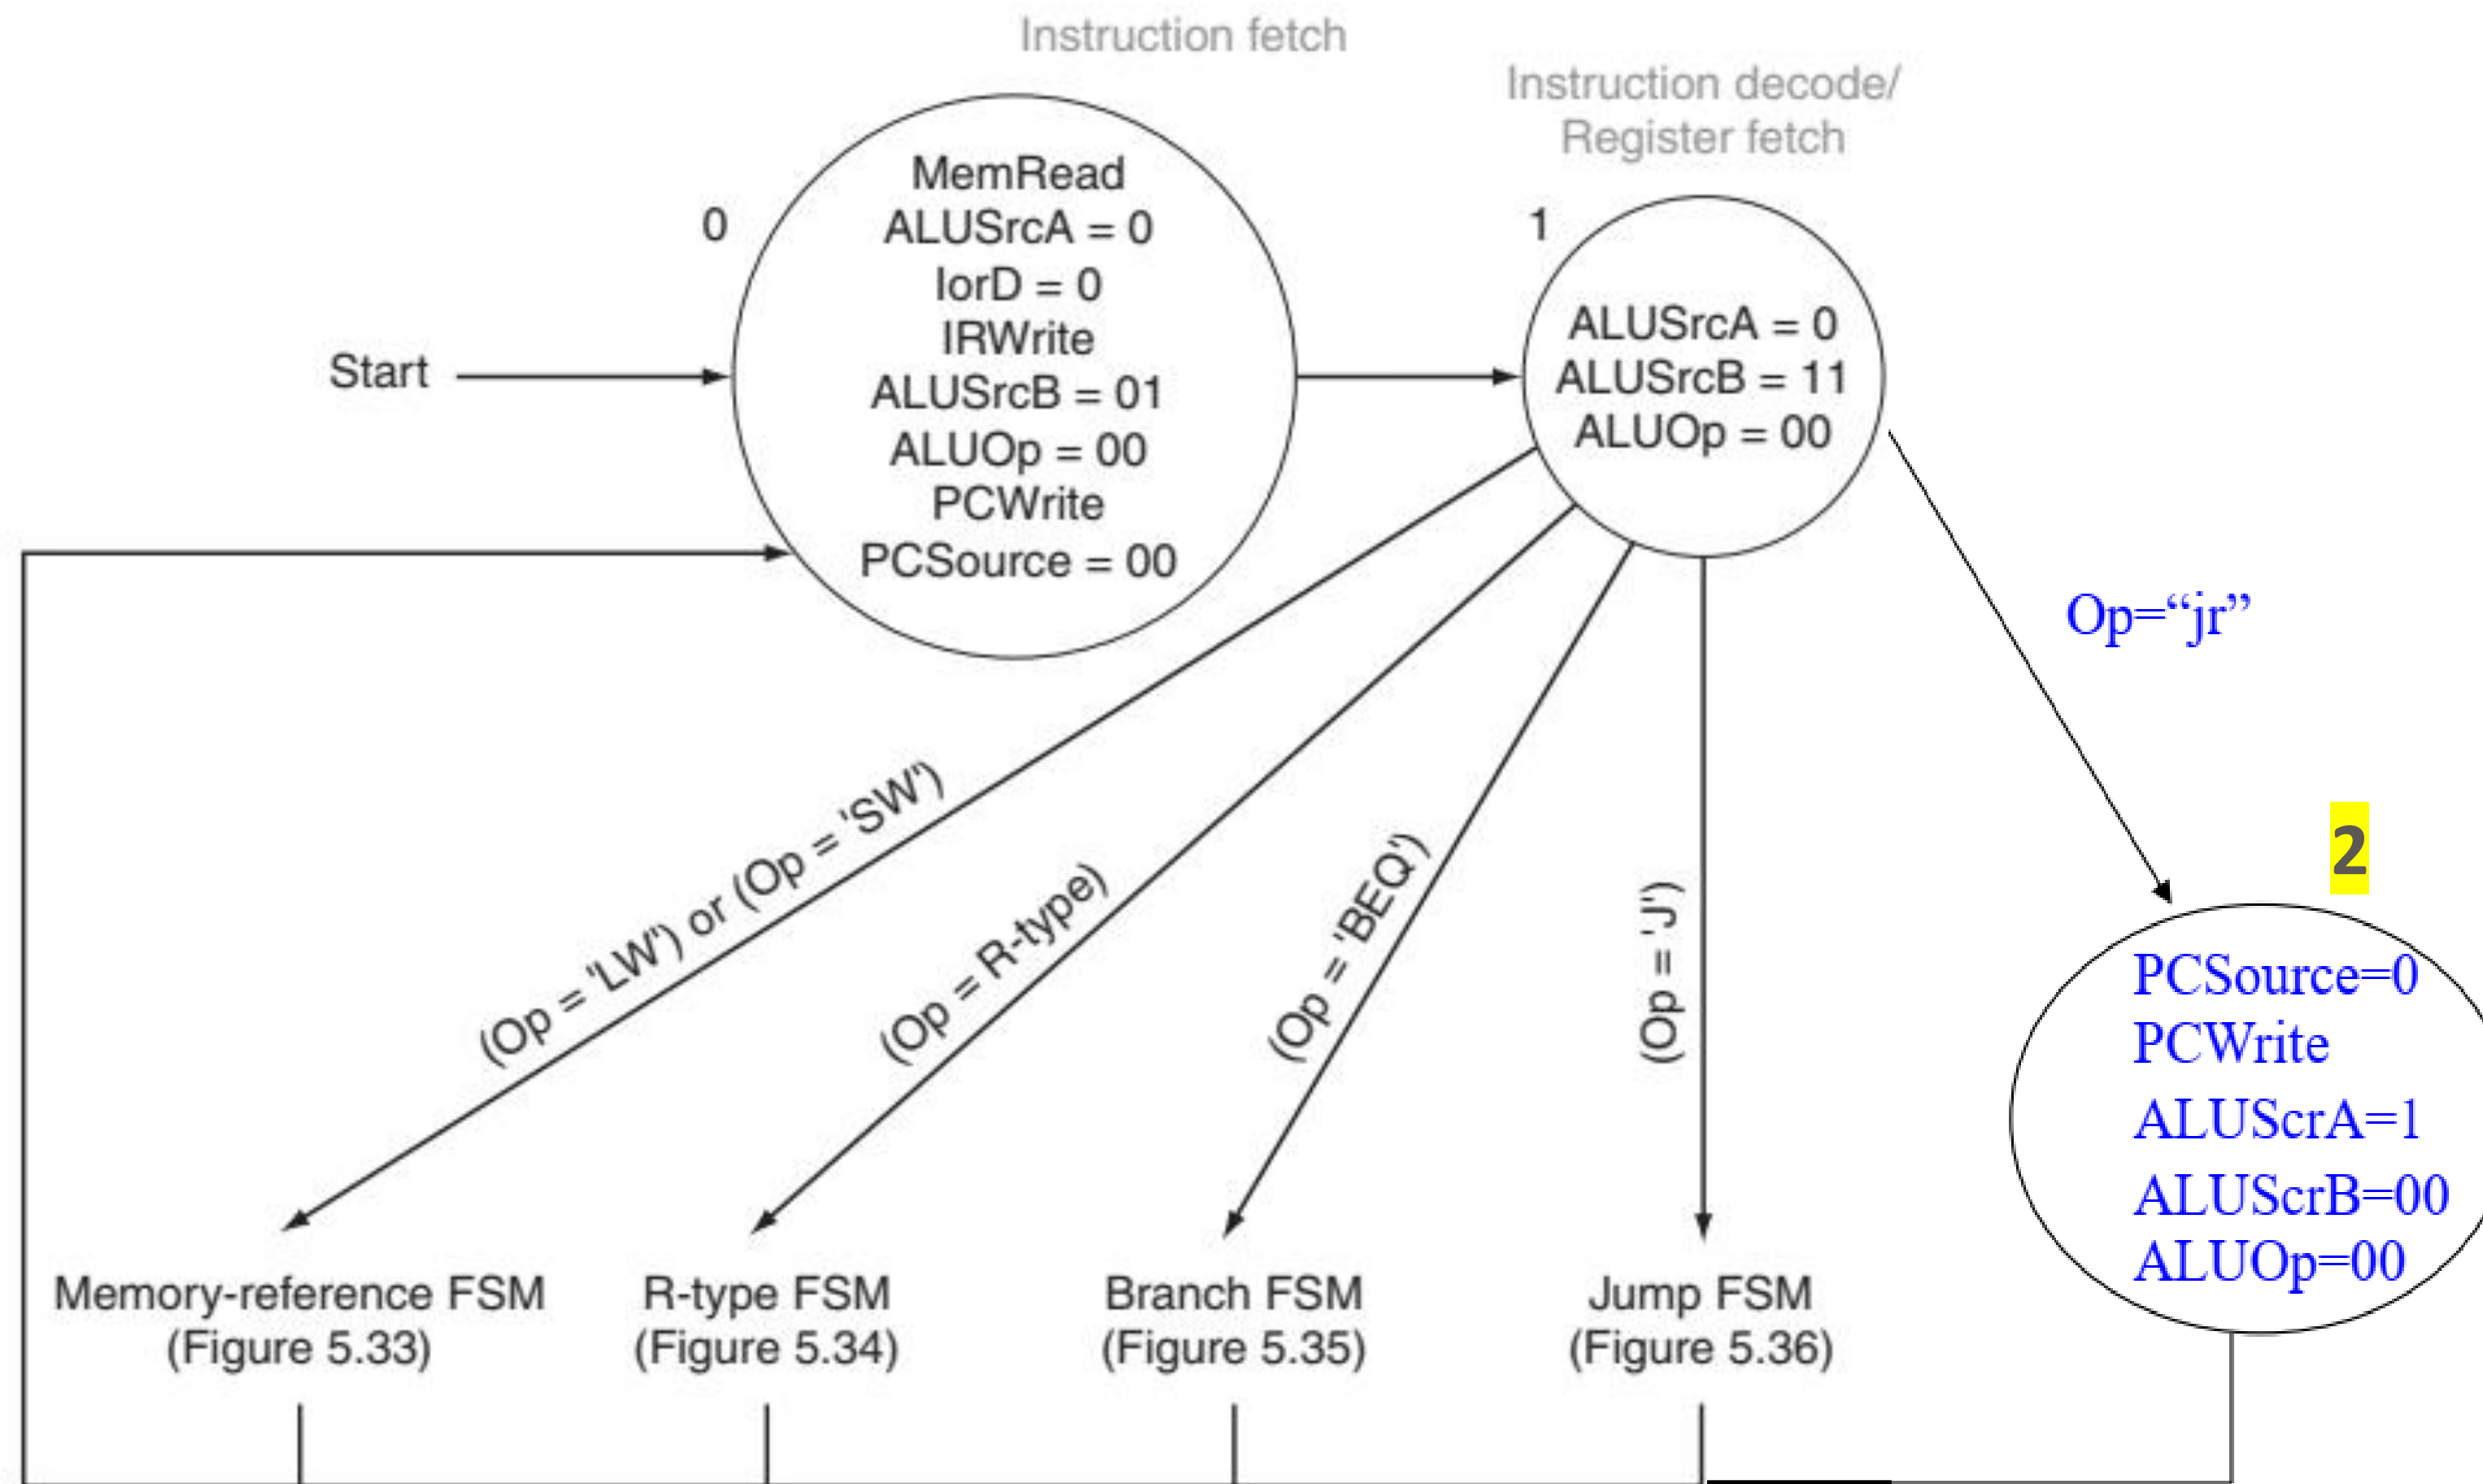 Instruction fetch
Instruction decode/
Register fetch
0
MemRead
ALUSrcA = 0
IorD = 0
IRWrite
ALUSrcB = 01
ALUOp = 00
PCWrite
PCSource = 00
Start
1
ALUSrcA = 0
ALUSrcB = 11
ALUOp = 00
Op=“jr”
(Op = 'LW') or (Op = 'SW')
(Op = R-type)
(Op = 'BEQ')
(Op = 'J')
2
PCSource=0
PCWrite
ALUScrA=1
ALUScrB=00
ALUOp=00
Memory-reference FSM
(Figure 5.33)
R-type FSM
(Figure 5.34)
Branch FSM
(Figure 5.35)
Jump FSM
(Figure 5.36)